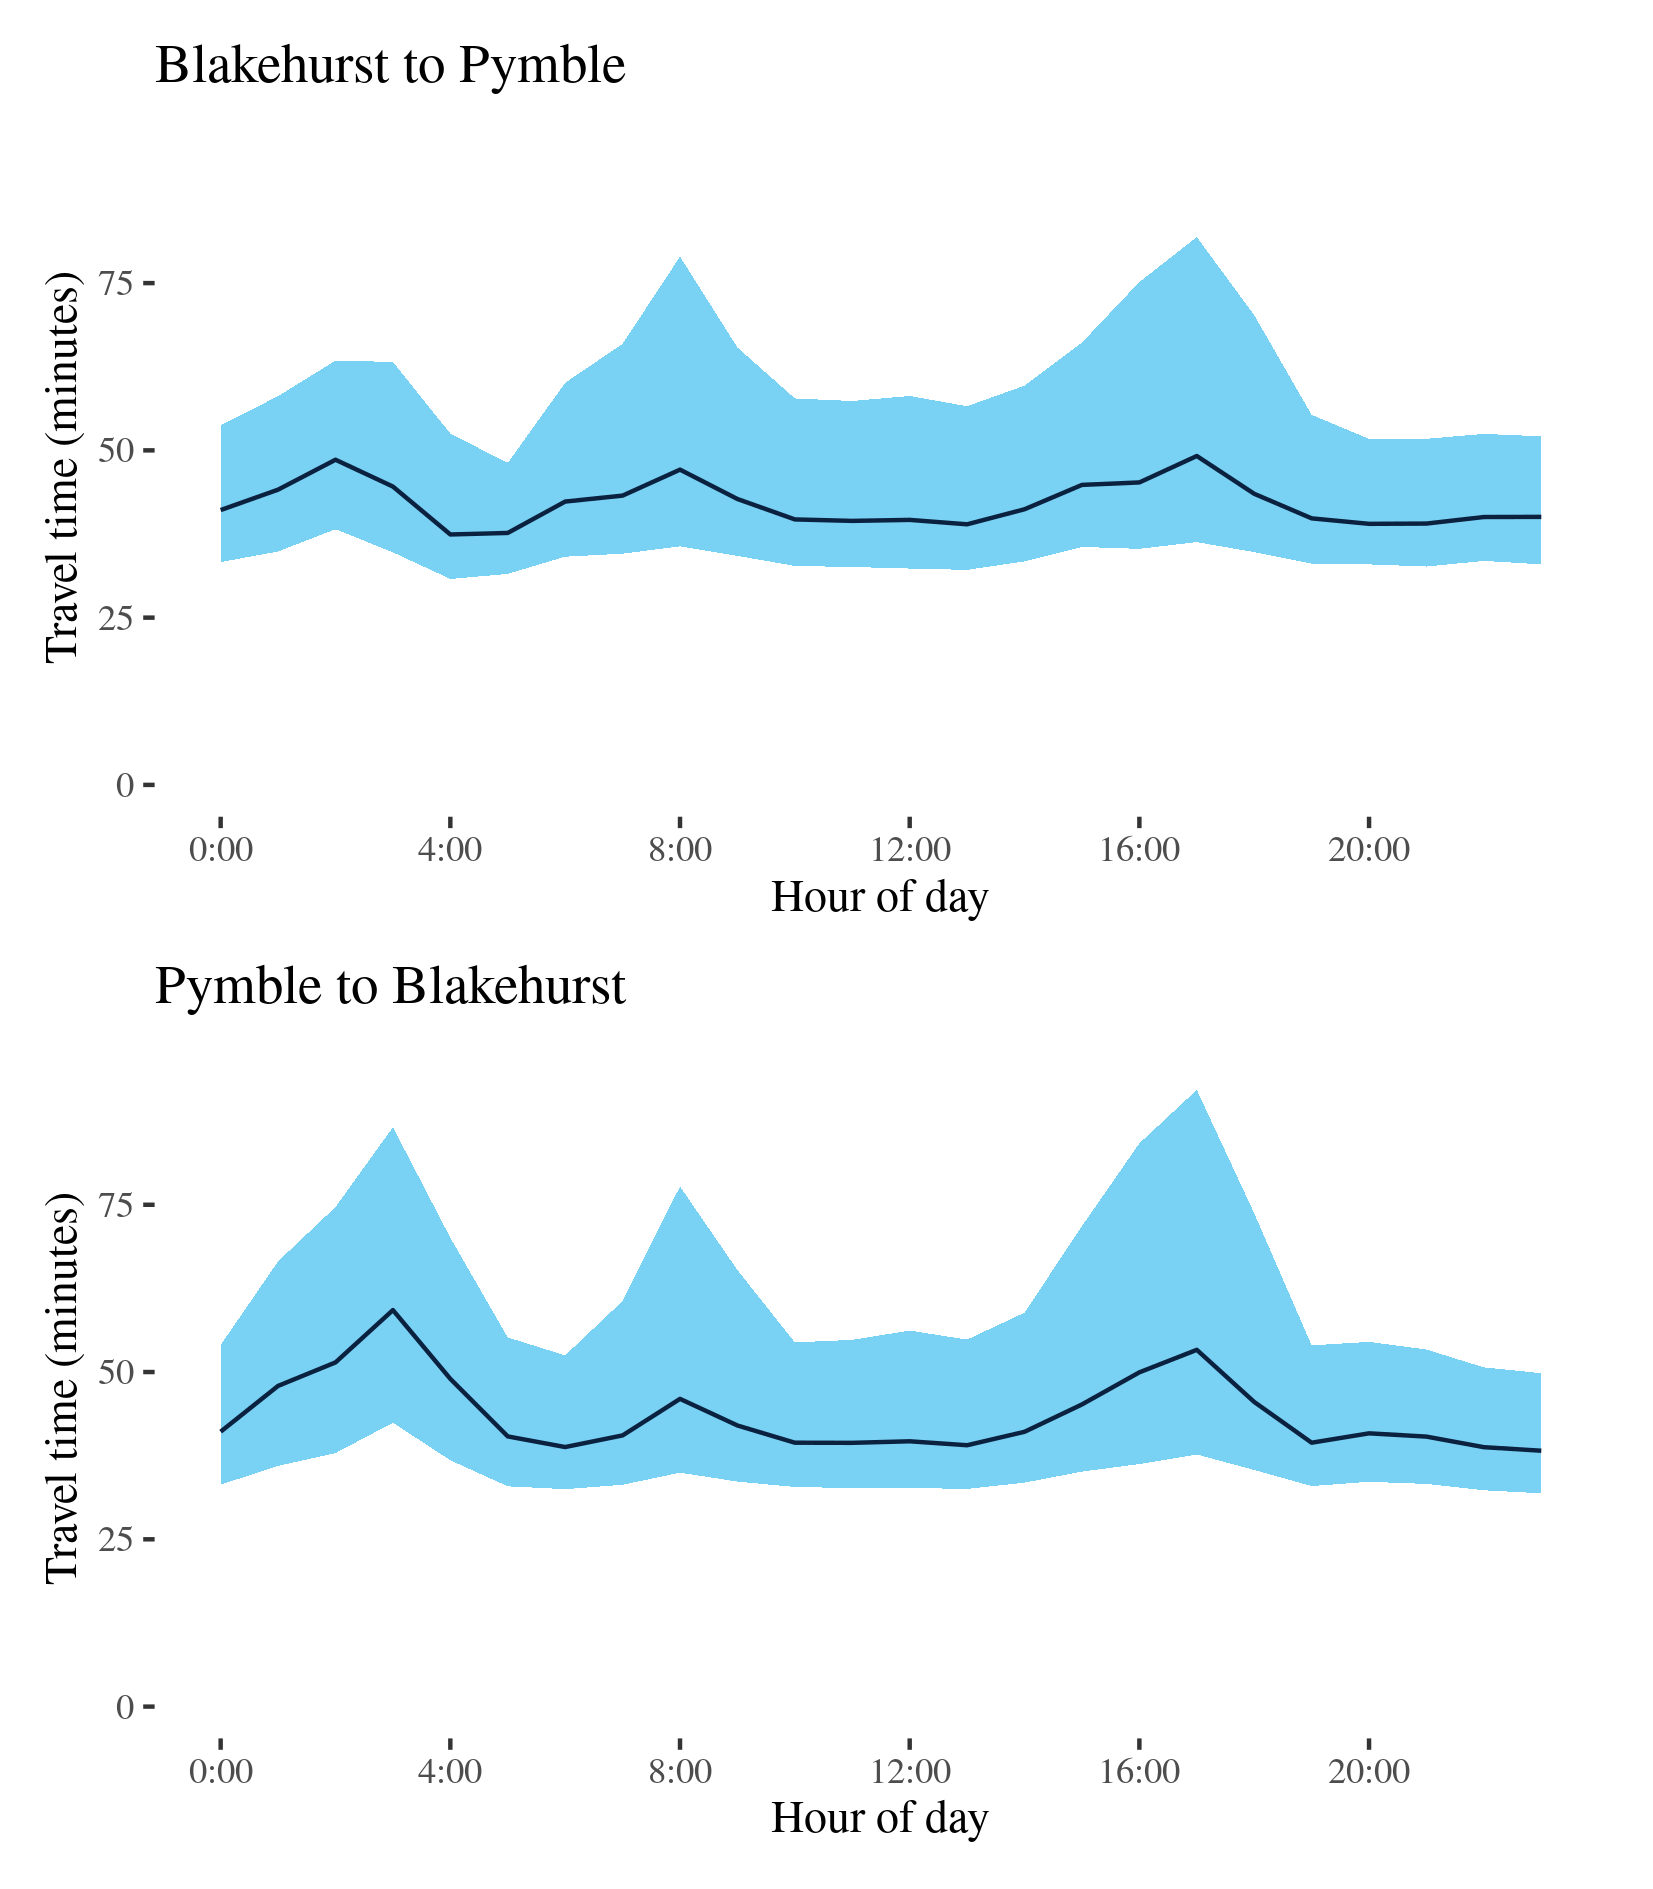 Blakehurst to Pymble
Travel time (minutes)
75
50
25
0
0:00 4:00 8:00 12:00 16:00 20:00
Hour of day
Pymble to Blakehurst
Travel time (minutes)
75
50
25
0
0:00 4:00 8:00 12:00 16:00 20:00
Hour of day